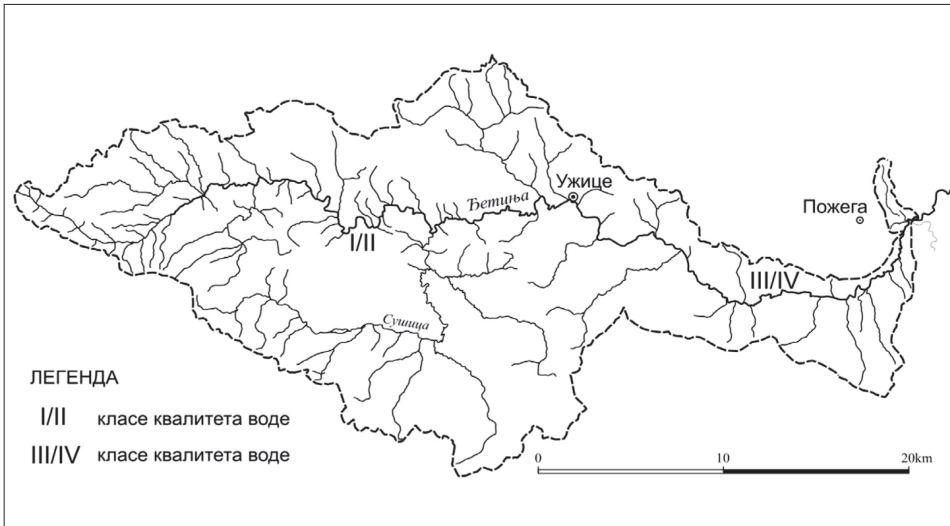 Ђетиња
Ужице
Пожега
I/II
III/IV
Сушица
ЛЕГЕНДА
I/II класе квалитета воде
III/IV класе квалитета воде
0 10 20km